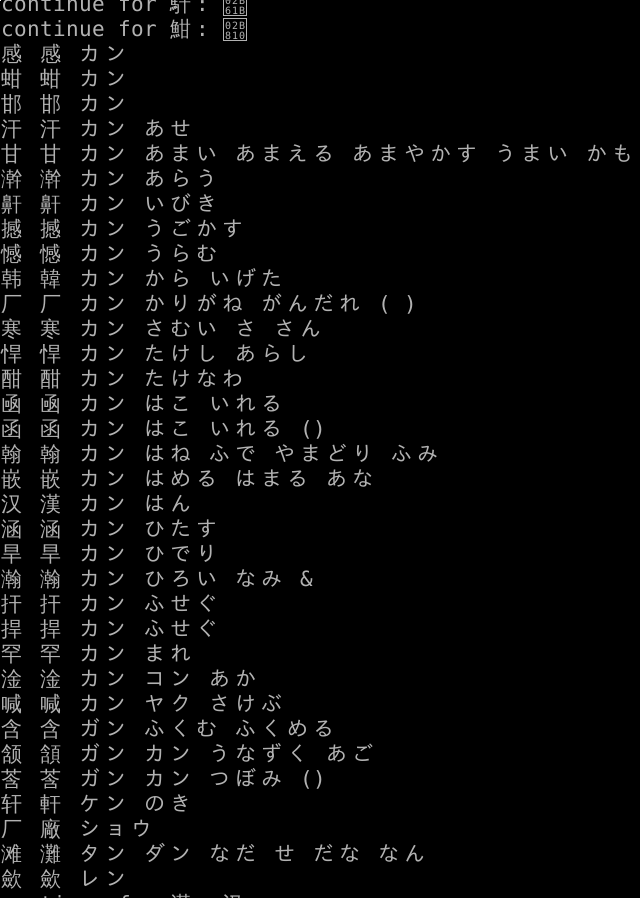 continue for 馯: 02B61B
continue for 魽: 02B810
感 感 カン
蚶 蚶 カン
邯 邯 カン
汗 汗 カン あせ
甘 甘 カン あまい あまえる あまやかす うまい かも
澣 澣 カン あらう
鼾 鼾 カン いびき
撼 撼 カン うごかす
憾 憾 カン うらむ
韩 韓 カン から いげた
厂 厂 カン かりがね がんだれ ( )
寒 寒 カン さむい さ さん
悍 悍 カン たけし あらし
酣 酣 カン たけなわ
凾 凾 カン はこ いれる
函 函 カン はこ いれる ()
翰 翰 カン はね ふで やまどり ふみ
嵌 嵌 カン はめる はまる あな
汉 漢 カン はん
涵 涵 カン ひたす
旱 旱 カン ひでり
瀚 瀚 カン ひろい なみ &
扞 扞 カン ふせぐ
捍 捍 カン ふせぐ
罕 罕 カン まれ
淦 淦 カン コン あか
喊 喊 カン ヤク さけぶ
含 含 ガン ふくむ ふくめる
颔 頷 ガン カン うなずく あご
莟 莟 ガン カン つぼみ ()
轩 軒 ケン のき
厂 廠 ショウ
滩 灘 タン ダン なだ せ だな なん
歛 歛 レン